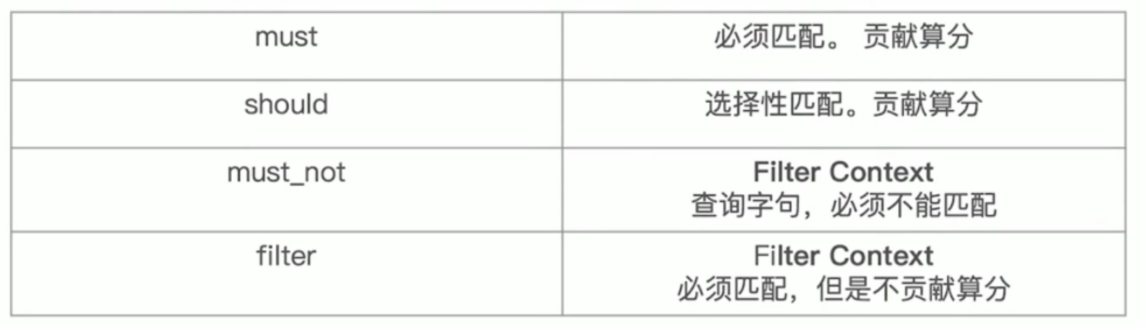 must
必须匹配。 贡献算分
should
选择性匹配。贡献算分
must_not
Filter Context
查询字句，必须不能匹配
filter
Filter Context
必须匹配，但是不贡献算分